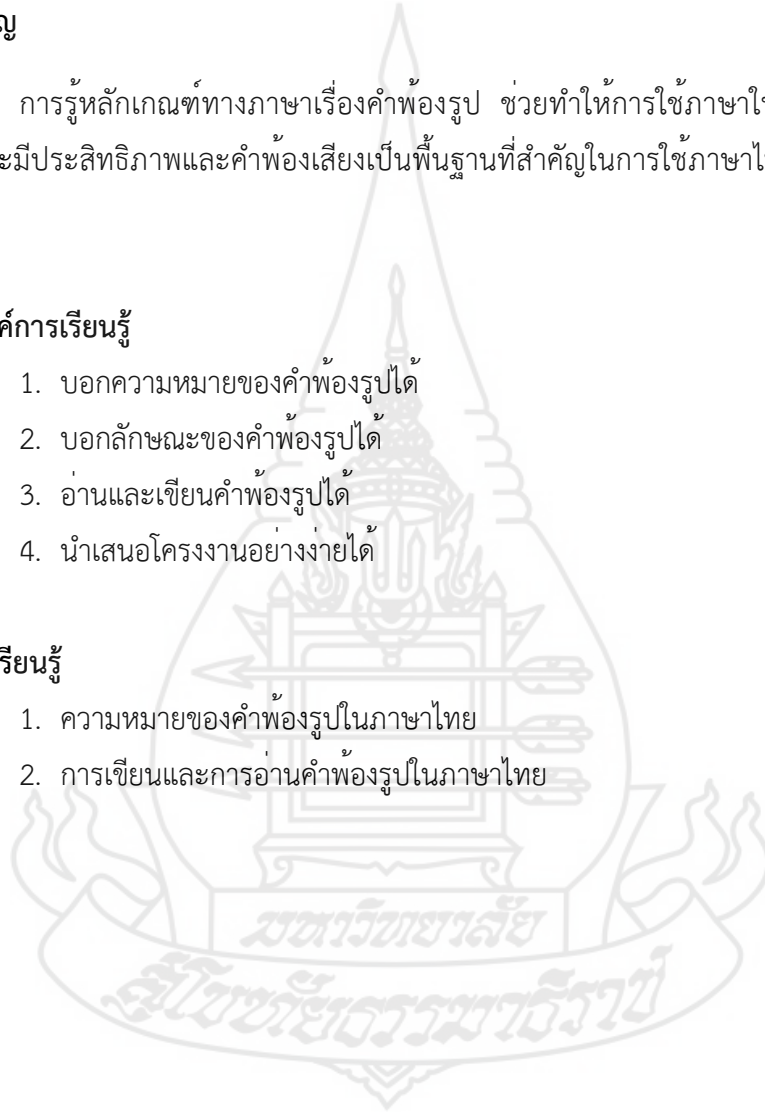 ญ
การรู้หลักเกณฑ์ทางภาษาเรื่องคำพ้องรูป ช่วยทำให้การใช้ภาษาใ
ะมีประสิทธิภาพและคำพ้องเสียงเป็นพื้นฐานที่สำคัญในการใช้ภาษาไ
ค์การเรียนรู้
1. บอกความหมายของคำพ้องรูปได้
2. บอกลักษณะของคำพ้องรูปได้
3. อ่านและเขียนคำพ้องรูปได้
4. นำเสนอโครงงานอย่างง่ายได้
รียนรู้
1. ความหมายของคำพ้องรูปในภาษาไทย
2. การเขียนและการอ่านคำพ้องรูปในภาษาไทย
มหาวิทยาลัย
สุโขทัยธรรมาธิราช